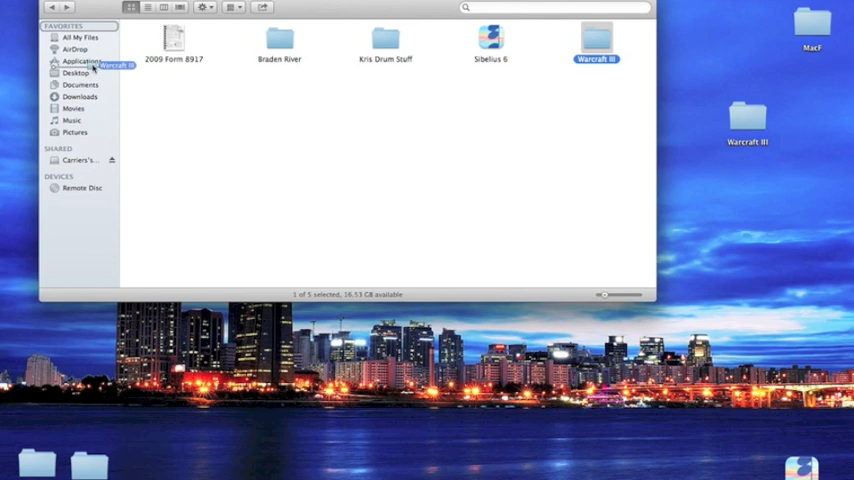 FAVORITES
All My Files
AirDrop
Applications
Warcraft III
Desktop
Documents
Downloads
Movies
Music
Pictures
SHARED
Carriers's...
DEVICES
Remote Disc
2009 Form 8917
Braden River
Kris Drum Stuff
Sibelius 6
Warcraft III
1 of 5 selected, 16.53 GB available
MacF
Warcraft III